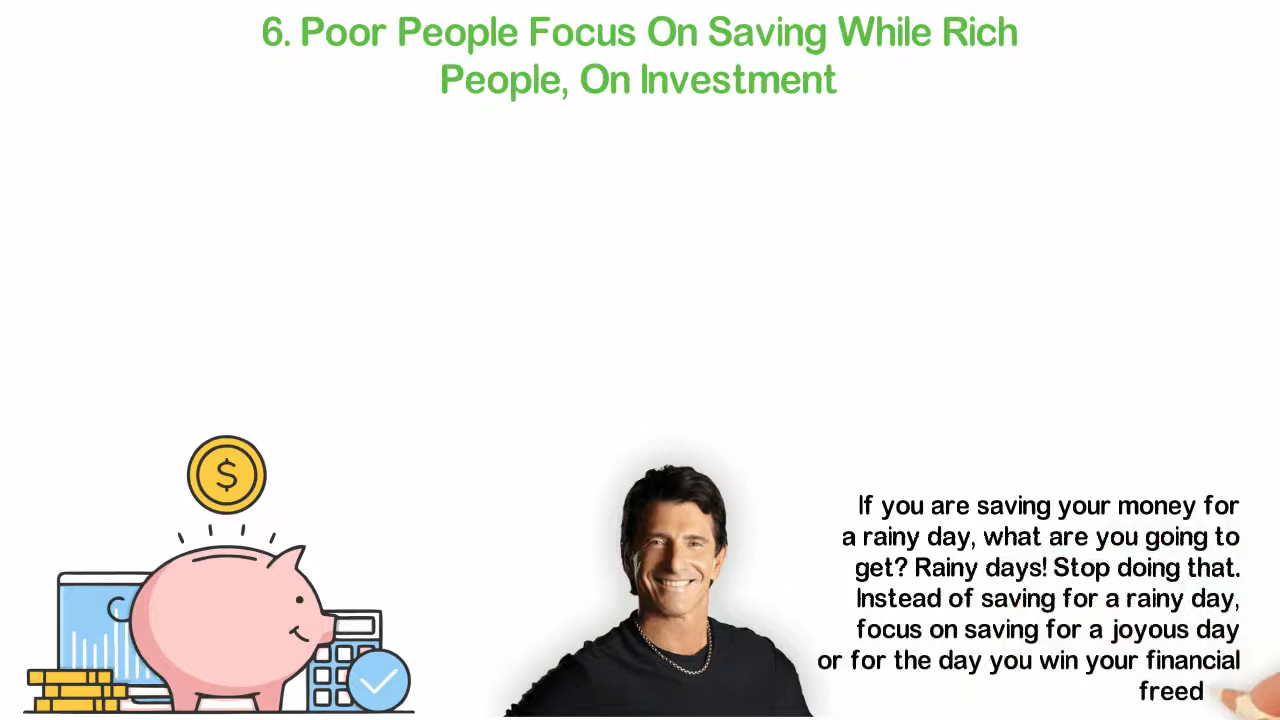 6. Poor People Focus On Saving While Rich
People, On Investment
$
If you are saving your money for
a rainy day, what are you going to
get? Rainy days! Stop doing that.
Instead of saving for a rainy day,
focus on saving for a joyous day
or for the day you win your financial
freed